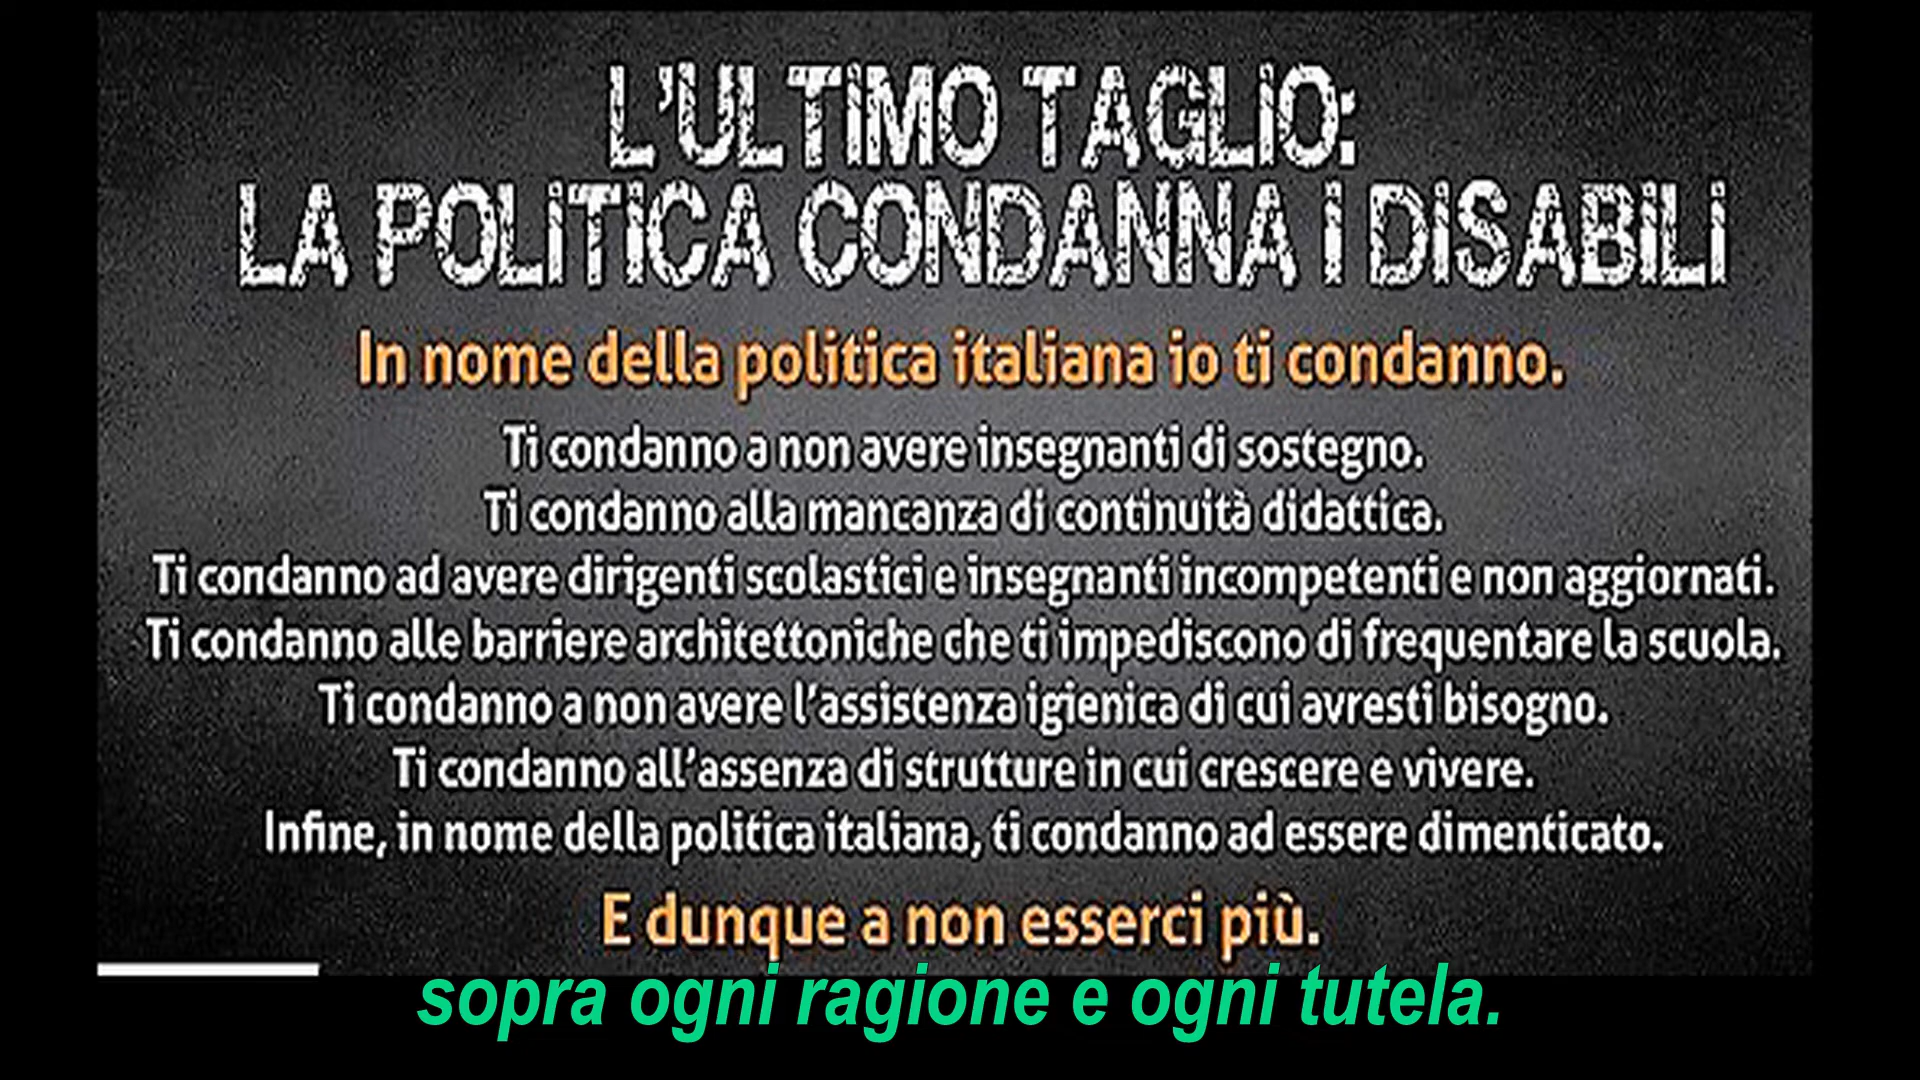 L'ULTIMO TAGLIO:
LA POLITICA CONDANNA I DISABILI
In nome della politica italiana io ti condanno.
Ti condanno a non avere insegnanti di sostegno.
Ti condanno alla mancanza di continuità didattica.
Ti condanno ad avere dirigenti scolastici e insegnanti incompetenti e non aggiornati.
Ti condanno alle barriere architettoniche che ti impediscono di frequentare la scuola.
Ti condanno a non avere l'assistenza igienica di cui avresti bisogno.
Ti condanno all'assenza di strutture in cui crescere e vivere.
Infine, in nome della politica italiana, ti condanno ad essere dimenticato.
E dunque a non esserci più.
sopra ogni ragione e ogni tutela.